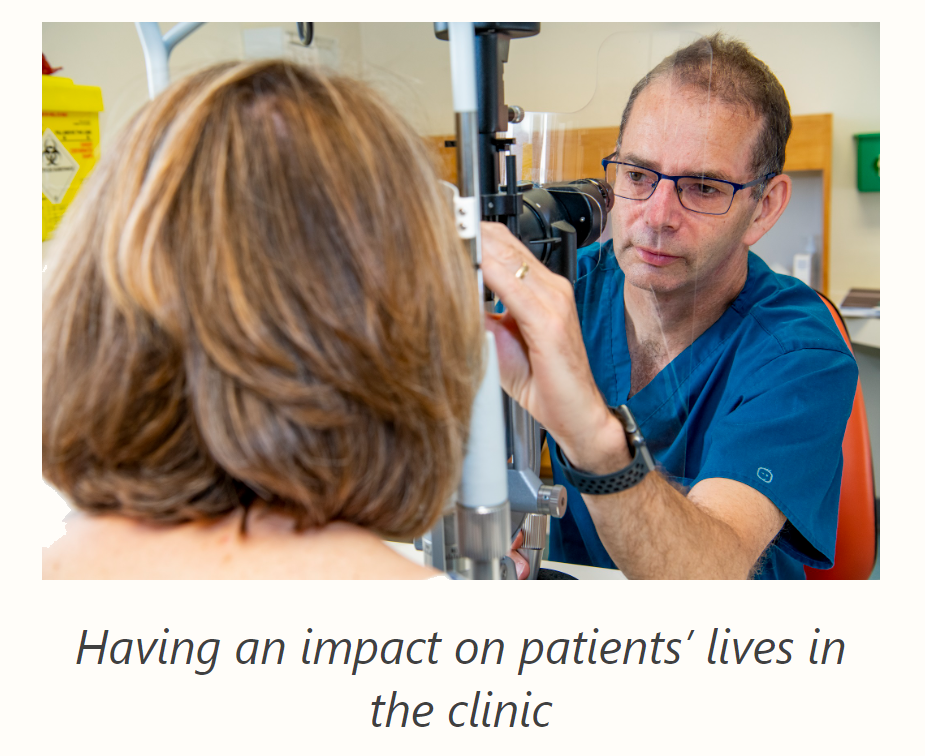 Having an impact on patients’ lives in
the clinic